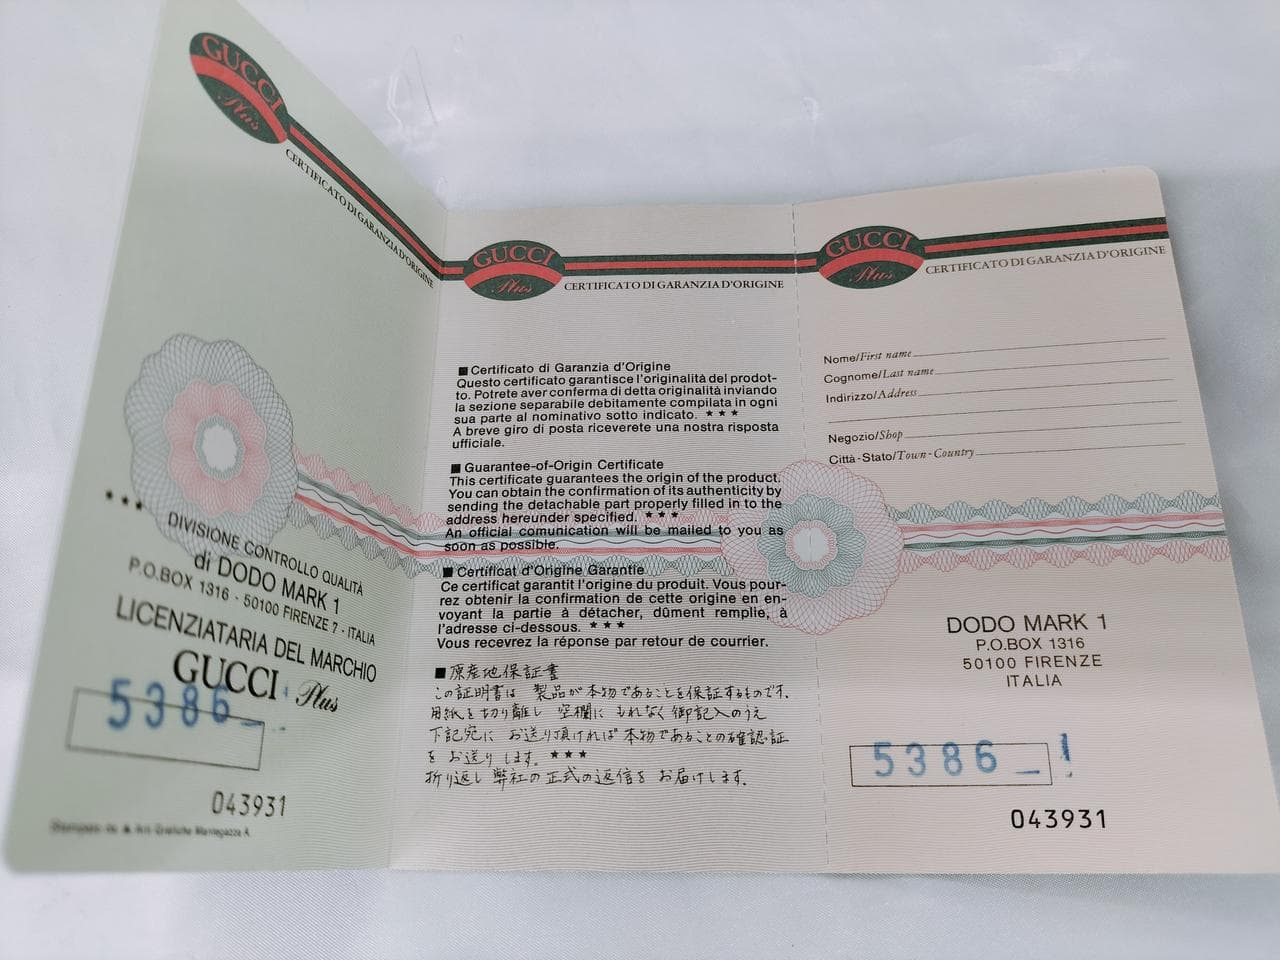 GUCCI
Plus
CERTIFICATO DI GARANZIA D'ORIGINE
★★★
DIVISIONE CONTROLLO QUALITÀ
di DODO MARK 1
P.O.BOX 1316 - 50100 FIRENZE 7 - ITALIA
LICENZIATARIA DEL MARCHIO
GUCCI Plus
5386
043931
GUCCI
Plus
CERTIFICATO DI GARANZIA D'ORIGINE
■ Certificato di Garanzia d'Origine
Questo certificato garantisce l'originalità del prodot-
to. Potrete aver conferma di detta originalità inviando
la sezione separabile debitamente compilata in ogni
sua parte al nominativo sotto indicato. ★★★
A breve giro di posta riceverete una nostra risposta
ufficiale.
■ Guarantee-of-Origin Certificate
This certificate guarantees the origin of the product.
You can obtain the confirmation of its authenticity by
sending the detachable part properly filled in to the
address hereunder specified. ★★★
An official comunication will be mailed to you as
soon as possible.
■ Certificat d'Origine Garantie
Ce certificat garantit l'origine du produit. Vous pour-
rez obtenir la confirmation de cette origine en en-
voyant la partie à détacher, dûment remplie, à
l'adresse ci-dessous. ★★★
Vous recevrez la réponse par retour de courrier.
■ 原産地保証書
この証明書は 製品が本物であることを保証するものです.
用紙を切り離し 空欄に もれなく御記入のうえ
下記宛に お送り頂ければ本物であることの確認・証
を お送り します. ★★★
折り返し 弊社の正式の返信を お届けします.
GUCCI
Plus
CERTIFICATO DI GARANZIA D'ORIGINE
Nome/First name
Cognome/Last name
Indirizzo/Address
Negozio/Shop
Città-Stato/Town-Country
DODO MARK 1
P.O.BOX 1316
50100 FIRENZE
ITALIA
5386
043931